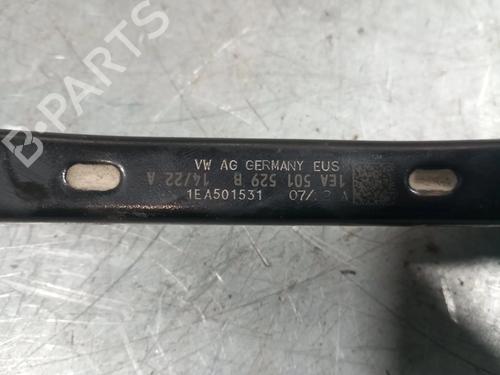 VW AG GERMANY EUS
1EA 501 529 B 14/22 A
1EA501531 07/
B-PARTS